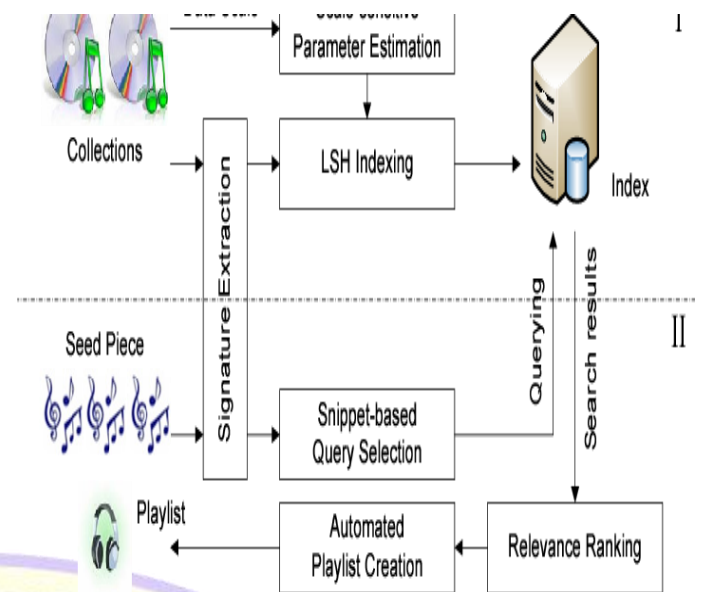 Parameter Estimation
I
Collections
LSH Indexing
Index
Signature Extraction
Querying
Search results
II
Seed Piece
Snippet-based
Query Selection
Playlist
Automated
Playlist Creation
Relevance Ranking